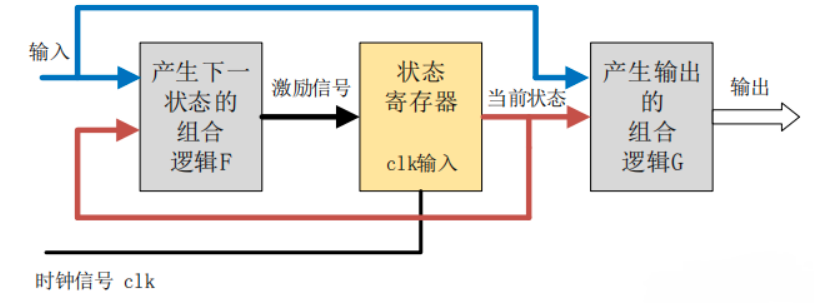 输入
产生下一
状态的
组合
逻辑F
激励信号
状态
寄存器
clk输入
当前状态
产生输出
的
组合
逻辑G
输出
时钟信号 clk